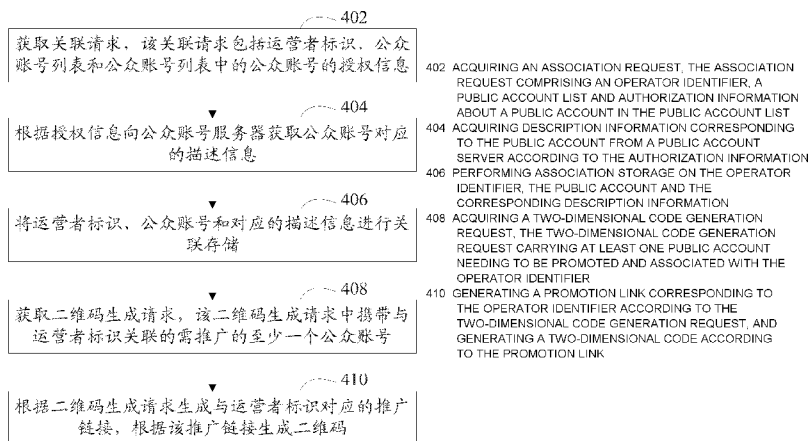 402
获取关联请求，该关联请求包括运营者标识、公众
账号列表和公众账号列表中的公众账号的授权信息
404
根据授权信息向公众账号服务器获取公众账号对应
的描述信息
406
将运营者标识、公众账号和对应的描述信息进行关
联存储
408
获取二维码生成请求，该二维码生成请求中携带与
运营者标识关联的需推广的至少一个公众账号
410
根据二维码生成请求生成与运营者标识对应的推广
链接，根据该推广链接生成二维码
402 ACQUIRING AN ASSOCIATION REQUEST, THE ASSOCIATION
REQUEST COMPRISING AN OPERATOR IDENTIFIER, A
PUBLIC ACCOUNT LIST AND AUTHORIZATION INFORMATION
ABOUT A PUBLIC ACCOUNT IN THE PUBLIC ACCOUNT LIST
404 ACQUIRING DESCRIPTION INFORMATION CORRESPONDING
TO THE PUBLIC ACCOUNT FROM A PUBLIC ACCOUNT
SERVER ACCORDING TO THE AUTHORIZATION INFORMATION
406 PERFORMING ASSOCIATION STORAGE ON THE OPERATOR
IDENTIFIER, THE PUBLIC ACCOUNT AND THE
CORRESPONDING DESCRIPTION INFORMATION
408 ACQUIRING A TWO-DIMENSIONAL CODE GENERATION
REQUEST, THE TWO-DIMENSIONAL CODE GENERATION
REQUEST CARRYING AT LEAST ONE PUBLIC ACCOUNT
NEEDING TO BE PROMOTED AND ASSOCIATED WITH THE
OPERATOR IDENTIFIER
410 GENERATING A PROMOTION LINK CORRESPONDING TO
THE OPERATOR IDENTIFIER ACCORDING TO THE
TWO-DIMENSIONAL CODE GENERATION REQUEST, AND
GENERATING A TWO-DIMENSIONAL CODE ACCORDING
TO THE PROMOTION LINK